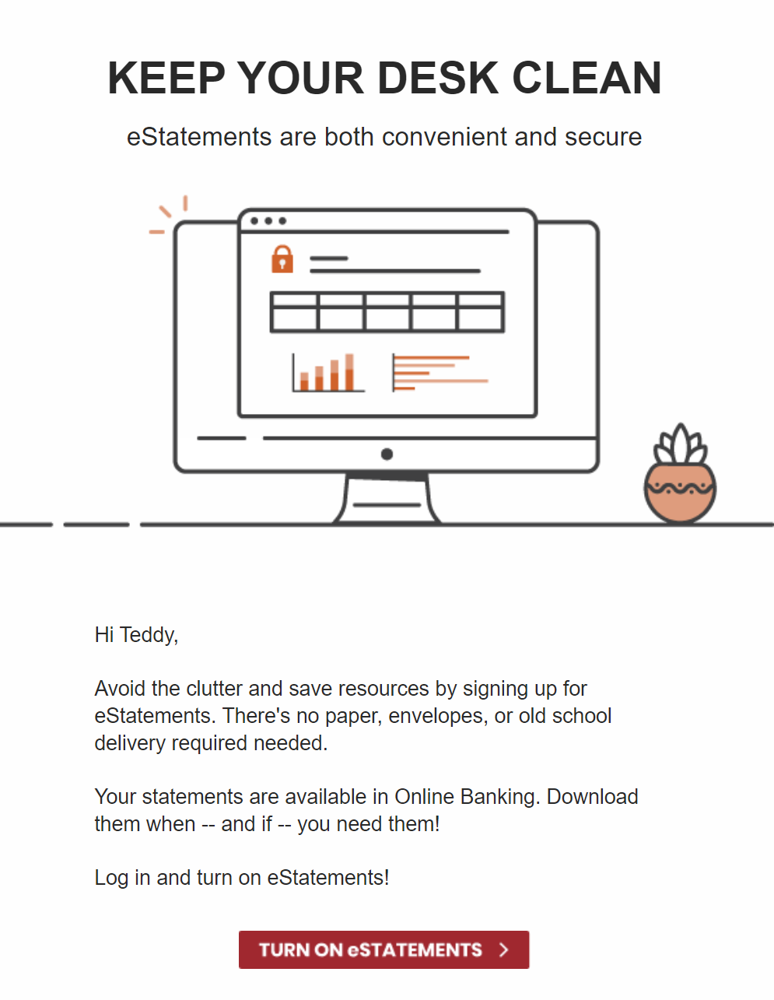 KEEP YOUR DESK CLEAN
eStatements are both convenient and secure
Hi Teddy,
Avoid the clutter and save resources by signing up for
eStatements. There's no paper, envelopes, or old school
delivery required needed.
Your statements are available in Online Banking. Download
them when -- and if -- you need them!
Log in and turn on eStatements!
TURN ON eSTATEMENTS